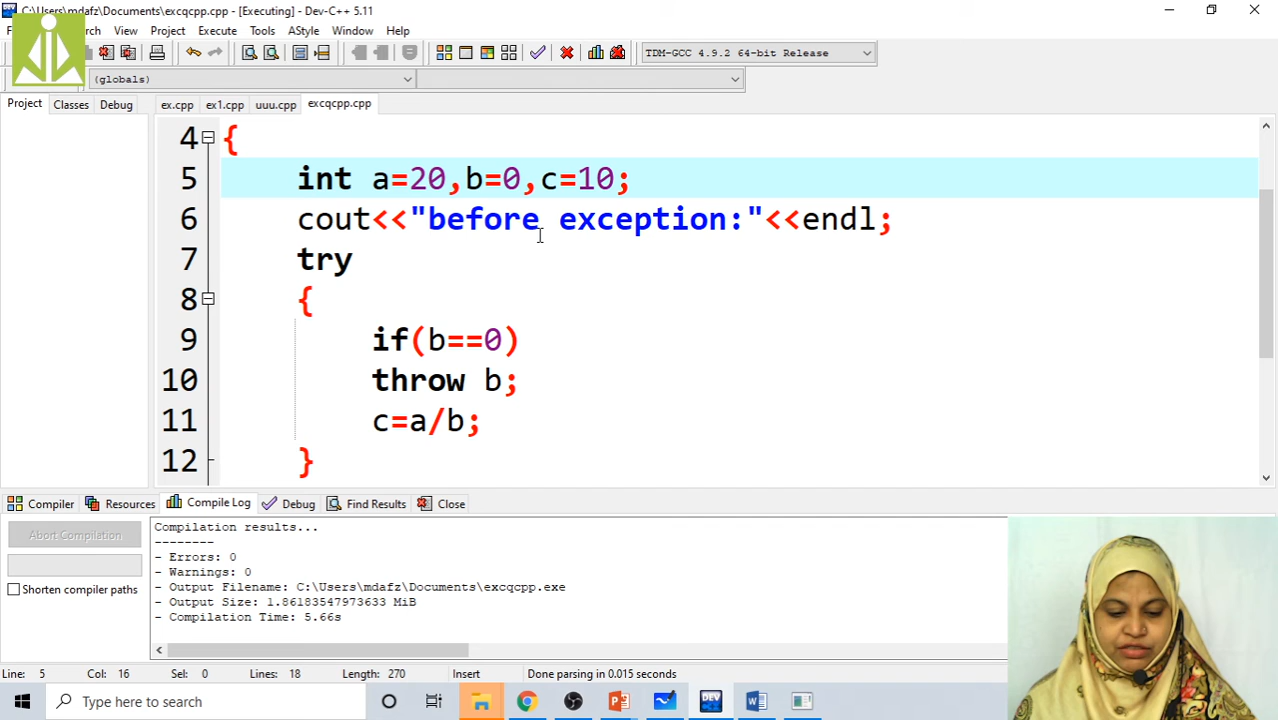 C:\Users\mdafz\Documents\excqcpp.cpp - [Executing] - Dev-C++ 5.11
View Project Execute Tools AStyle Window Help
TDM-GCC 4.9.2 64-bit Release
(globals)
Project Classes Debug ex.cpp ex1.cpp uuu.cpp excqcpp.cpp
4 {
5 int a=20,b=0,c=10;
6 cout<<"before exception:"<<endl;
7 try
8 {
9 if(b==0)
10 throw b;
11 c=a/b;
12 }
Compiler Resources Compile Log Debug Find Results Close
Abort Compilation
Shorten compiler paths
Compilation results...
--------
- Errors: 0
- Warnings: 0
- Output Filename: C:\Users\mdafz\Documents\excqcpp.exe
- Output Size: 1.86183547973633 MiB
- Compilation Time: 5.66s
Line: 5 Col: 16 Sel: 0 Lines: 18 Length: 270 Insert Done parsing in 0.015 seconds
Type here to search
DEV